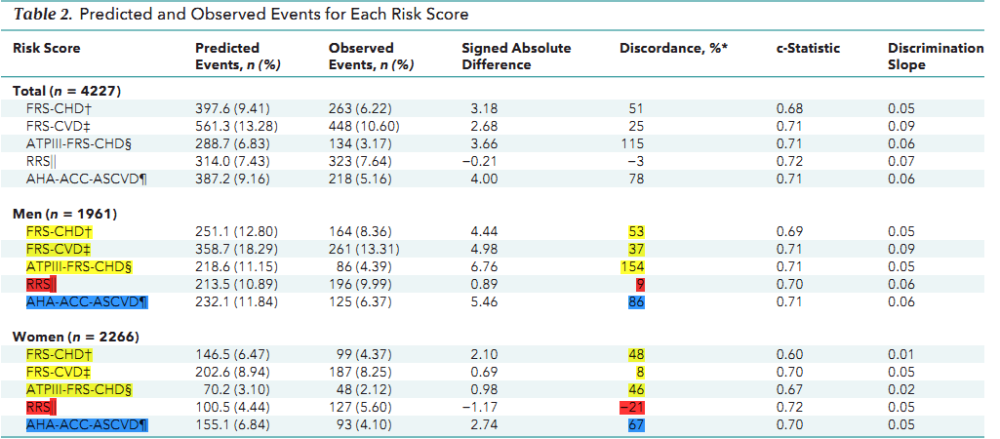 Table 2. Predicted and Observed Events for Each Risk Score
Risk Score Predicted Events, n (%) Observed Events, n (%) Signed Absolute Difference Discordance, %* c-Statistic Discrimination Slope
Total (n = 4227)
FRS-CHD† 397.6 (9.41) 263 (6.22) 3.18 51 0.68 0.05
FRS-CVD‡ 561.3 (13.28) 448 (10.60) 2.68 25 0.71 0.09
ATPIII-FRS-CHD§ 288.7 (6.83) 134 (3.17) 3.66 115 0.71 0.06
RRS|| 314.0 (7.43) 323 (7.64) −0.21 −3 0.72 0.07
AHA-ACC-ASCVD¶ 387.2 (9.16) 218 (5.16) 4.00 78 0.71 0.06
Men (n = 1961)
FRS-CHD† 251.1 (12.80) 164 (8.36) 4.44 53 0.69 0.05
FRS-CVD‡ 358.7 (18.29) 261 (13.31) 4.98 37 0.71 0.09
ATPIII-FRS-CHD§ 218.6 (11.15) 86 (4.39) 6.76 154 0.71 0.05
RRS|| 213.5 (10.89) 196 (9.99) 0.89 9 0.70 0.06
AHA-ACC-ASCVD¶ 232.1 (11.84) 125 (6.37) 5.46 86 0.71 0.06
Women (n = 2266)
FRS-CHD† 146.5 (6.47) 99 (4.37) 2.10 48 0.60 0.01
FRS-CVD‡ 202.6 (8.94) 187 (8.25) 0.69 8 0.70 0.05
ATPIII-FRS-CHD§ 70.2 (3.10) 48 (2.12) 0.98 46 0.67 0.02
RRS|| 100.5 (4.44) 127 (5.60) −1.17 −21 0.72 0.05
AHA-ACC-ASCVD¶ 155.1 (6.84) 93 (4.10) 2.74 67 0.70 0.05